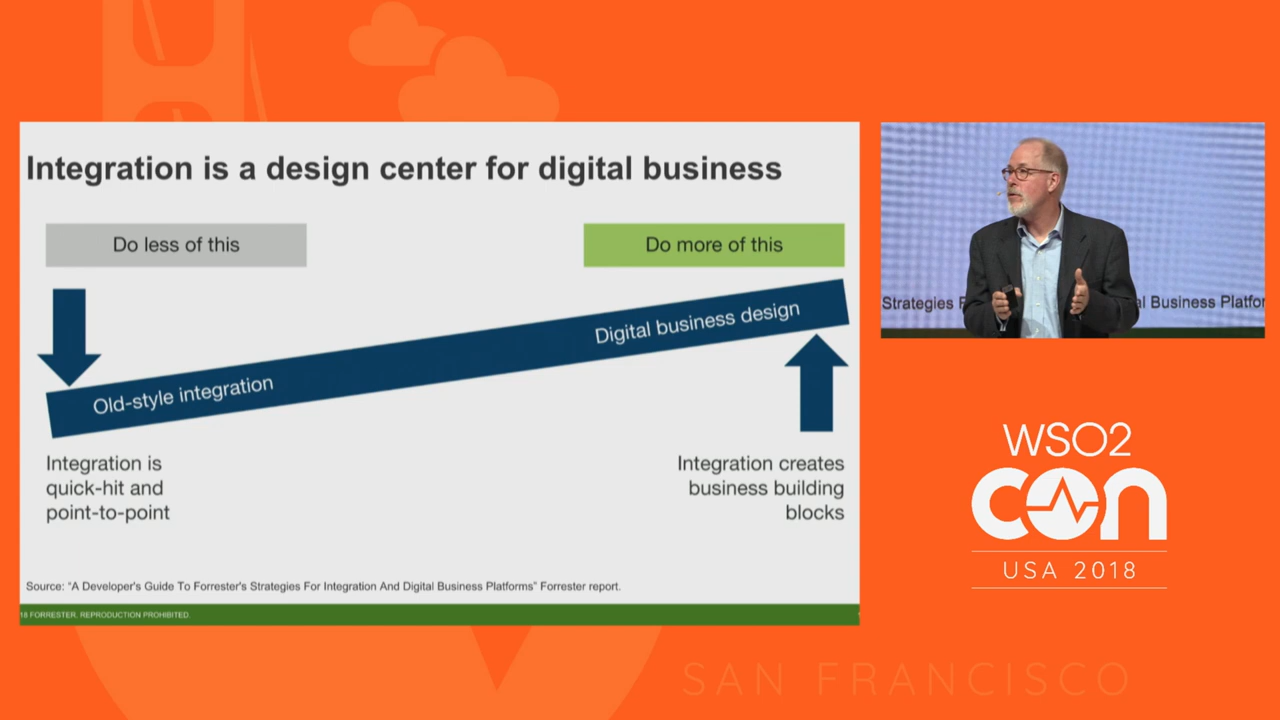 Integration is a design center for digital business
Do less of this
Do more of this
Digital business design
Old-style integration
Integration is
quick-hit and
point-to-point
Integration creates
business building
blocks
Source: "A Developer's Guide To Forrester's Strategies For Integration And Digital Business Platforms" Forrester report.
18 FORRESTER. REPRODUCTION PROHIBITED.
Strategies
al Business Platfor
WSO2
con
USA 2018
SAN FRANCISCO